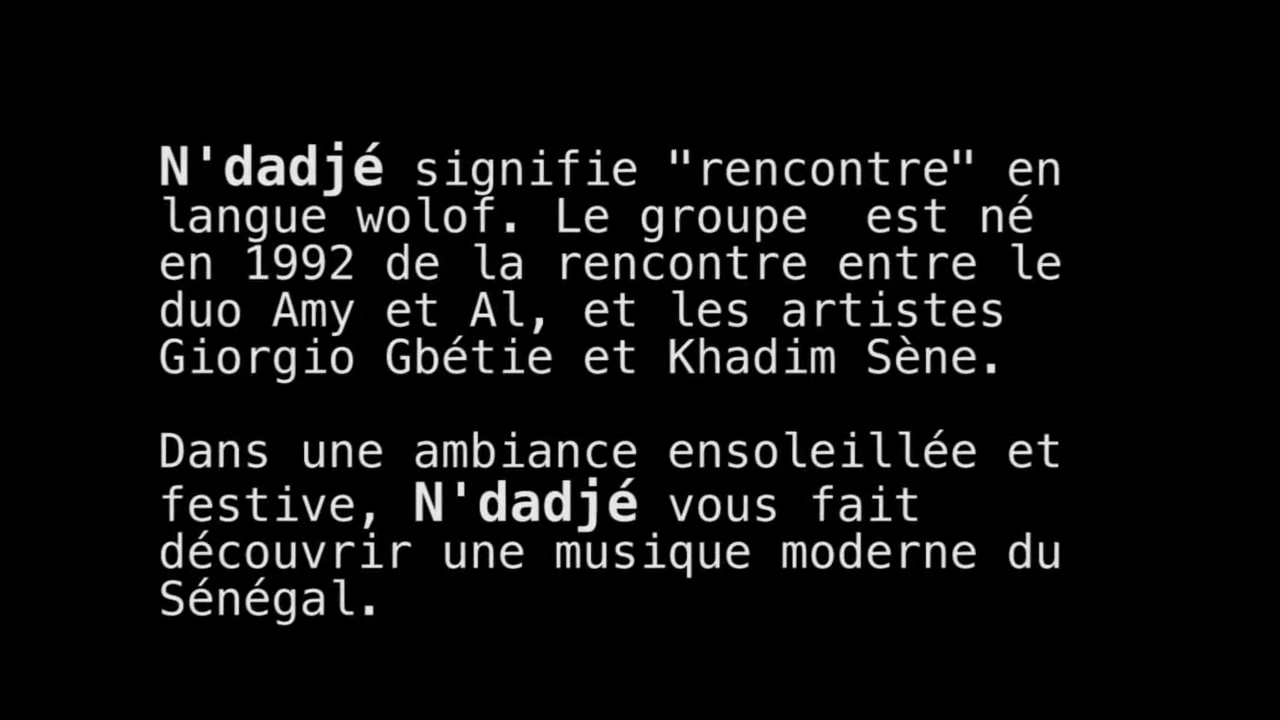 N'dadjé signifie "rencontre" en
langue wolof. Le groupe  est né
en 1992 de la rencontre entre le
duo Amy et Al, et les artistes
Giorgio Gbétie et Khadim Sène.
Dans une ambiance ensoleillée et
festive, N'dadjé vous fait
découvrir une musique moderne du
Sénégal.